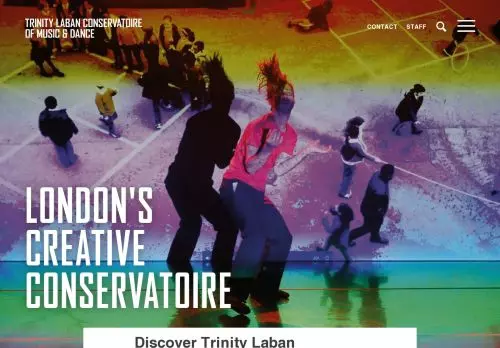 TRINITY LABAN CONSERVATOIRE
OF MUSIC & DANCE
CONTACT STAFF
LONDON'S
CREATIVE
CONSERVATOIRE
Discover Trinity Laban